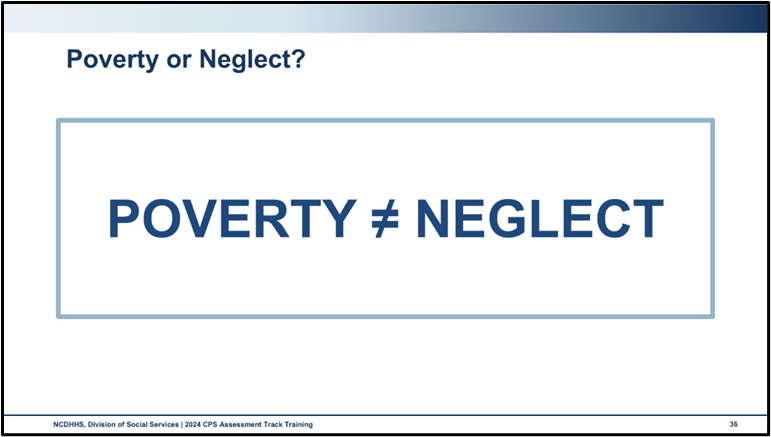 Poverty or Neglect?
POVERTY ≠ NEGLECT
NCDHHS, Division of Social Services | 2024 CPS Assessment Track Training
36